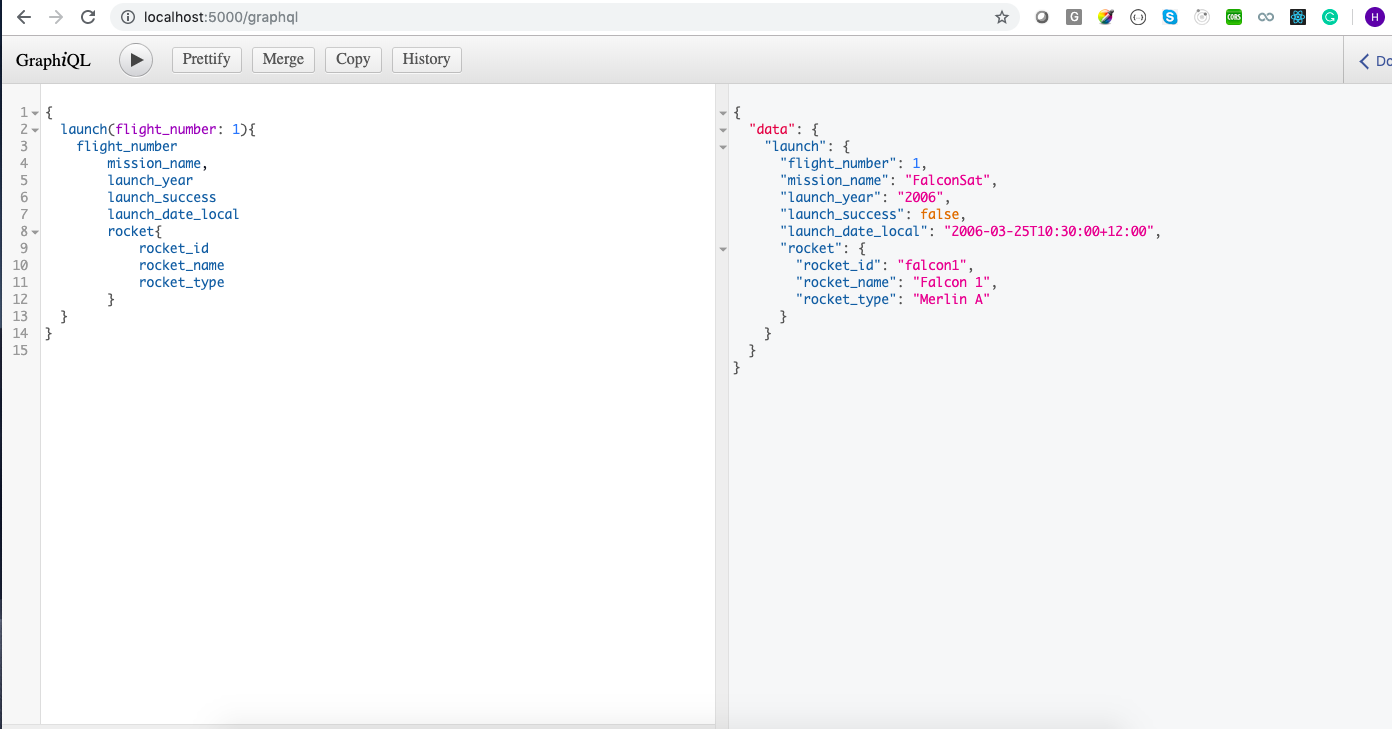 localhost:5000/graphql
G
CORS
H
GraphiQL
Prettify
Merge
Copy
History
Do
1 {
2 launch(flight_number: 1){
3 flight_number
4 mission_name,
5 launch_year
6 launch_success
7 launch_date_local
8 rocket{
9 rocket_id
10 rocket_name
11 rocket_type
12 }
13 }
14 }
15
{
"data": {
"launch": {
"flight_number": 1,
"mission_name": "FalconSat",
"launch_year": "2006",
"launch_success": false,
"launch_date_local": "2006-03-25T10:30:00+12:00",
"rocket": {
"rocket_id": "falcon1",
"rocket_name": "Falcon 1",
"rocket_type": "Merlin A"
}
}
}
}